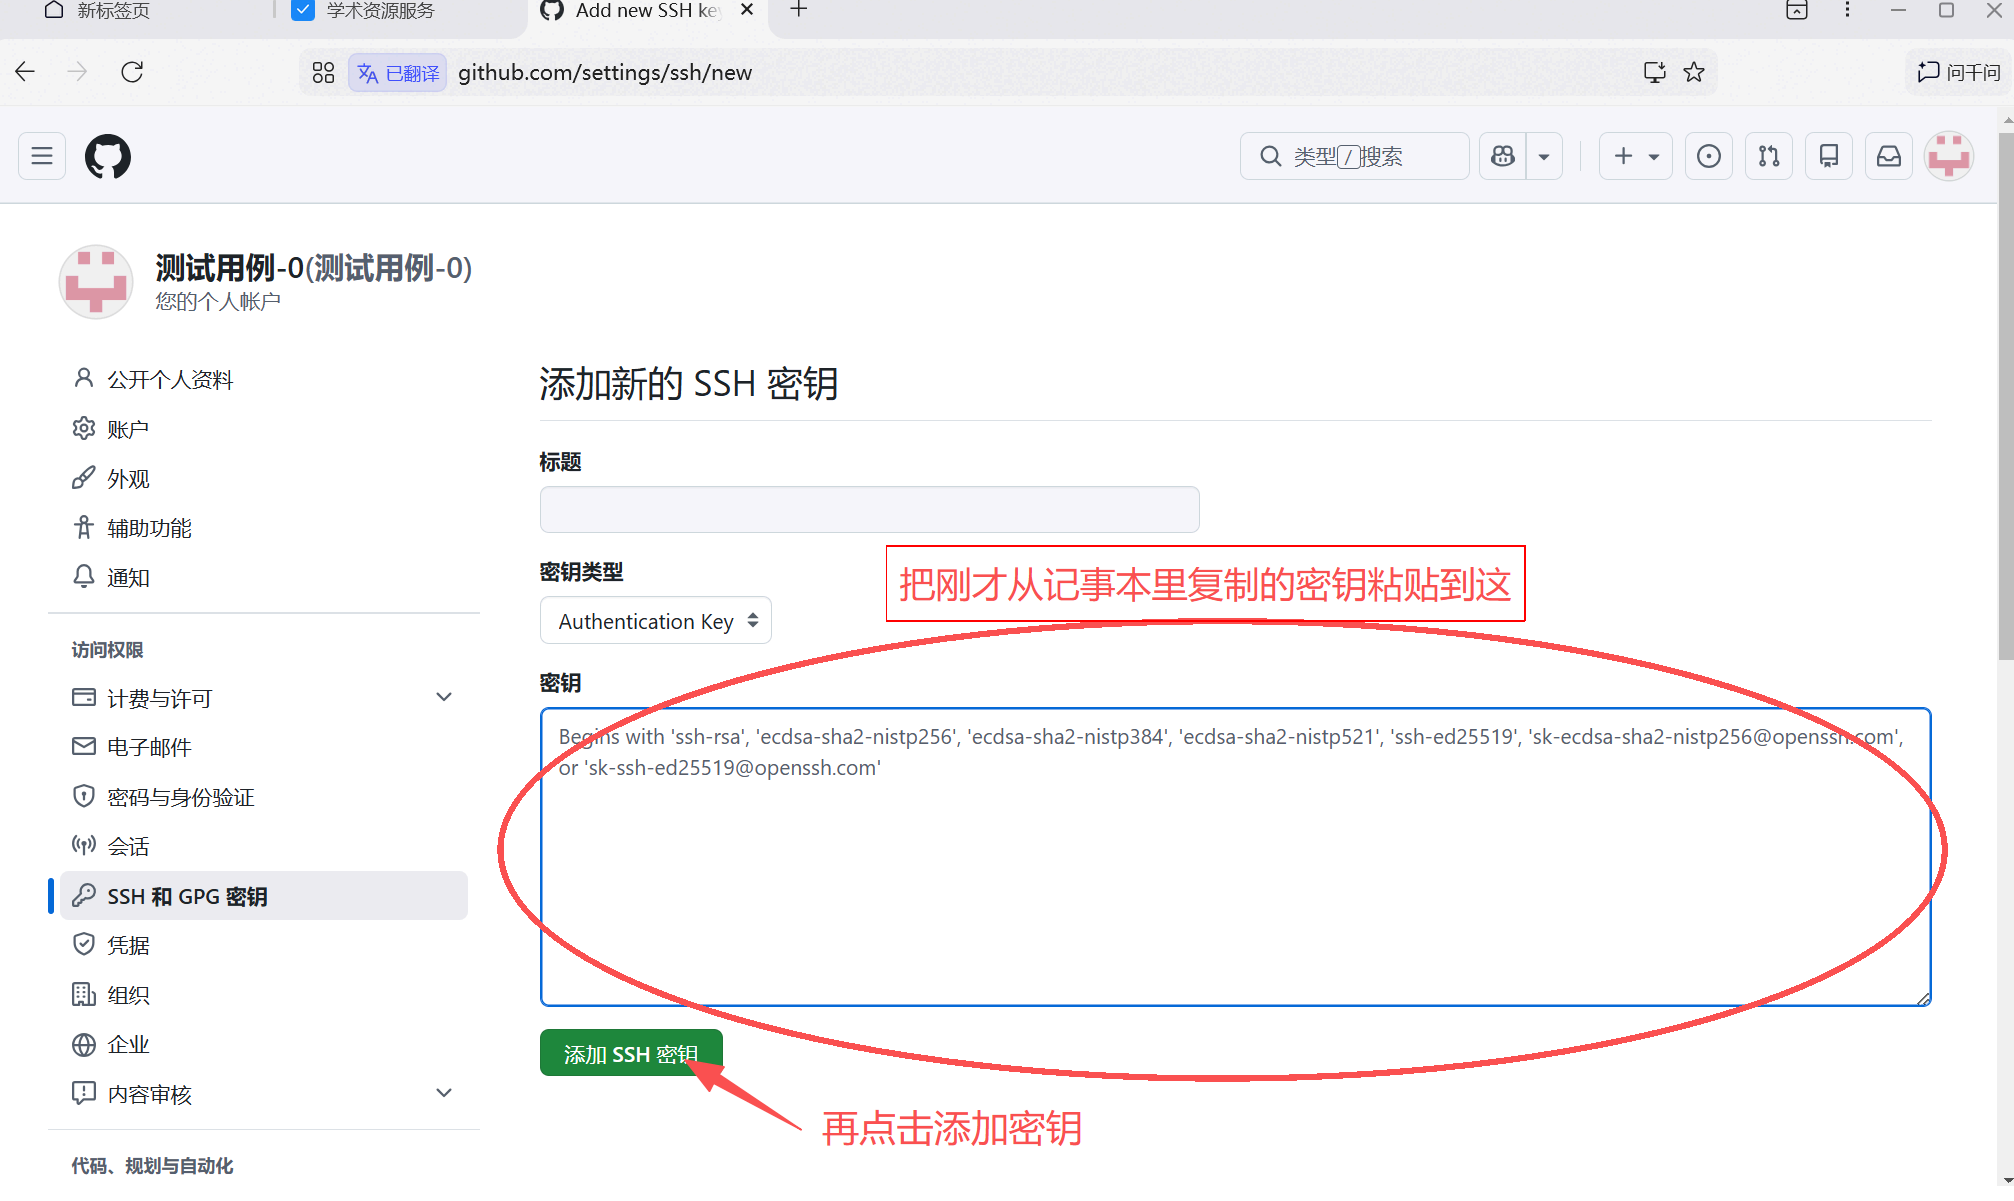 新标签页
学术资源服务
Add new SSH key
已翻译
github.com/settings/ssh/new
问千问
类型/搜索
测试用例-0(测试用例-0)
您的个人帐户
公开个人资料
账户
外观
辅助功能
通知
访问权限
计费与许可
电子邮件
密码与身份验证
会话
SSH 和 GPG 密钥
凭据
组织
企业
内容审核
代码、规划与自动化
添加新的 SSH 密钥
标题
密钥类型
Authentication Key
把刚才从记事本里复制的密钥粘贴到这
密钥
Begins with 'ssh-rsa', 'ecdsa-sha2-nistp256', 'ecdsa-sha2-nistp384', 'ecdsa-sha2-nistp521', 'ssh-ed25519', 'sk-ecdsa-sha2-nistp256@openssh.com',
or 'sk-ssh-ed25519@openssh.com'
添加 SSH 密钥
再点击添加密钥